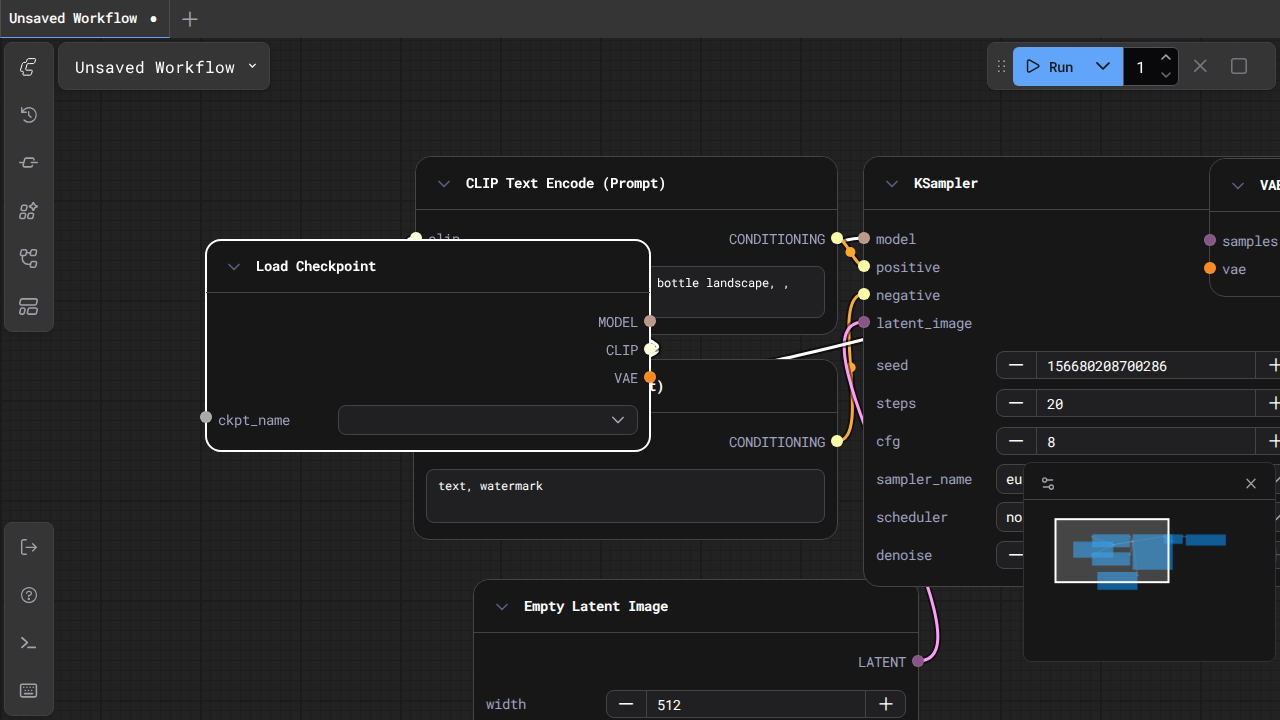 Unsaved Workflow
Unsaved Workflow
Run
1
CLIP Text Encode (Prompt)
clip
CONDITIONING
bottle landscape, ,
KSampler
model
positive
negative
latent_image
seed
156680208700286
steps
20
cfg
8
sampler_name
eu
scheduler
no
denoise
VAE
samples
vae
Load Checkpoint
MODEL
CLIP
VAE
ckpt_name
t)
CONDITIONING
text, watermark
Empty Latent Image
LATENT
width
512